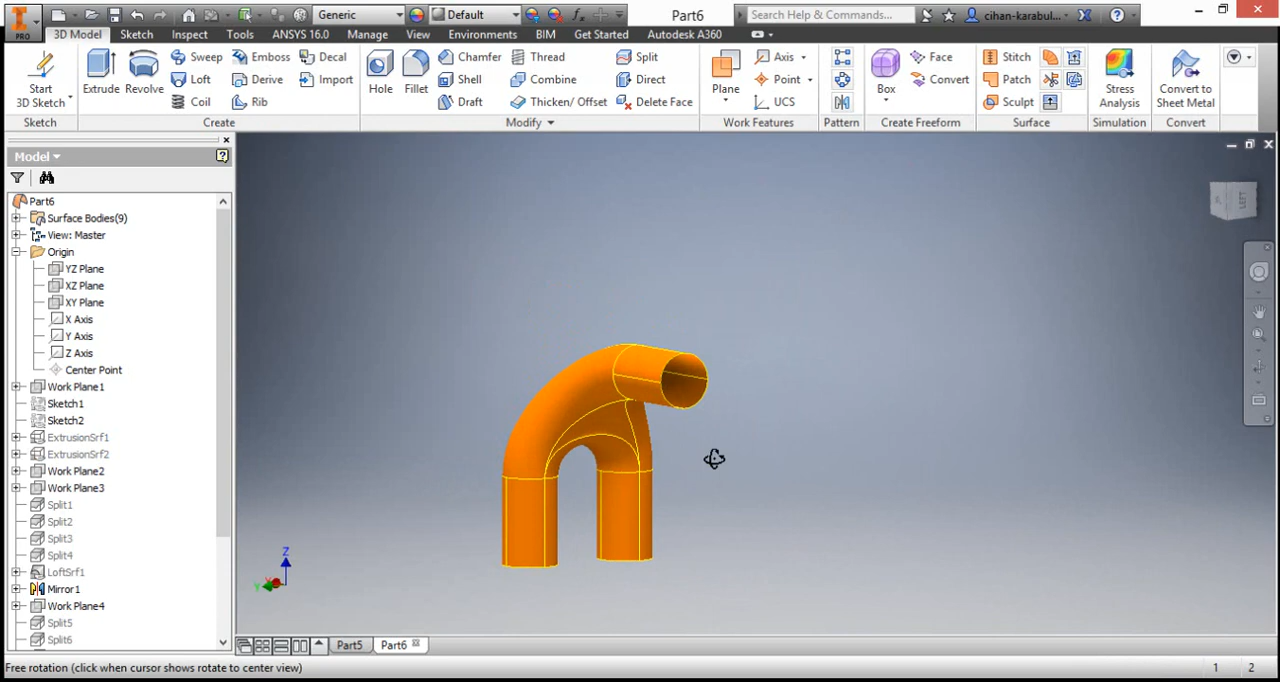 Generic Default Part6 Search Help & Commands... cihan-karabul...
PRO 3D Model Sketch Inspect Tools ANSYS 16.0 Manage View Environments BIM Get Started Autodesk A360
Start
3D Sketch
Extrude Revolve
Sweep Emboss Decal
Loft Derive Import
Coil Rib
Hole Fillet
Chamfer Thread Split
Shell Combine Direct
Draft Thicken/ Offset Delete Face
Plane
Axis
Point
UCS
Box
Face
Convert
Stitch
Patch
Sculpt
Stress
Analysis
Convert to
Sheet Metal
Sketch Create Modify Work Features Pattern Create Freeform Surface Simulation Convert
Model
Part6
Surface Bodies(9)
View: Master
Origin
YZ Plane
XZ Plane
XY Plane
X Axis
Y Axis
Z Axis
Center Point
Work Plane1
Sketch1
Sketch2
ExtrusionSrf1
ExtrusionSrf2
Work Plane2
Work Plane3
Split1
Split2
Split3
Split4
LoftSrf1
Mirror1
Work Plane4
Split5
Split6
Z
Y
Part5 Part6
Free rotation (click when cursor shows rotate to center view) 1 2